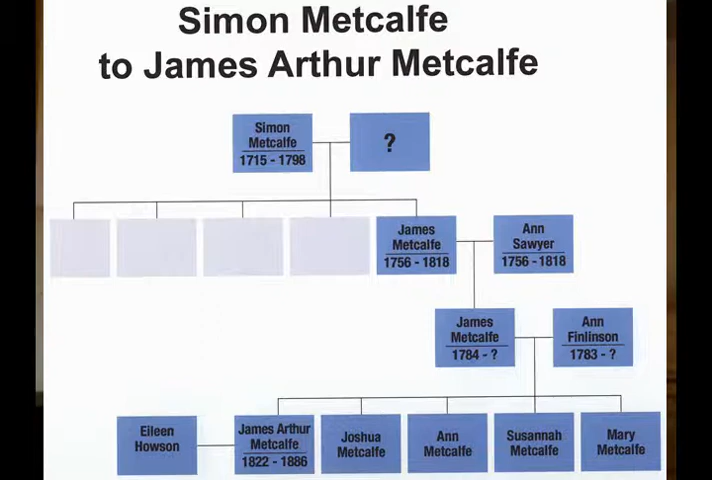 Simon Metcalfe
to James Arthur Metcalfe
Simon
Metcalfe
1715 - 1798
?
James
Metcalfe
1756 - 1818
Ann
Sawyer
1756 - 1818
James
Metcalfe
1784 - ?
Ann
Finlinson
1783 - ?
Eileen
Howson
James Arthur
Metcalfe
1822 - 1886
Joshua
Metcalfe
Ann
Metcalfe
Susannah
Metcalfe
Mary
Metcalfe